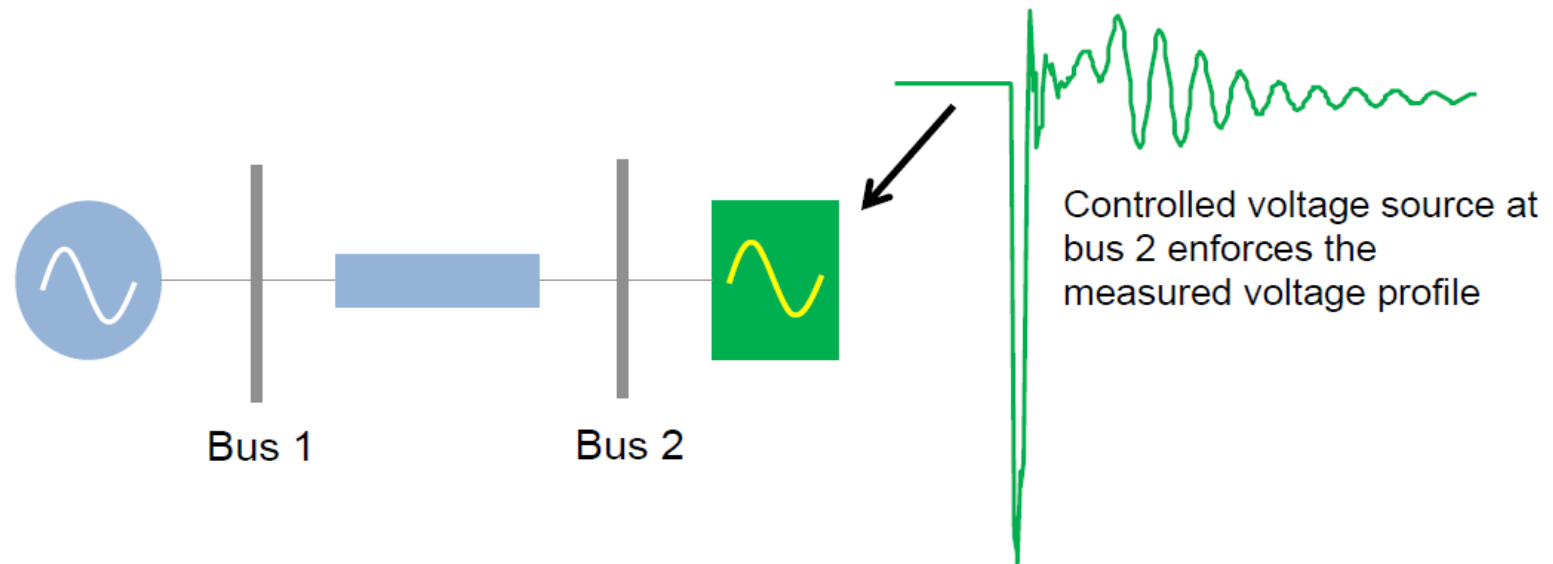 Controlled voltage source at
bus 2 enforces the
measured voltage profile
Bus 1
Bus 2